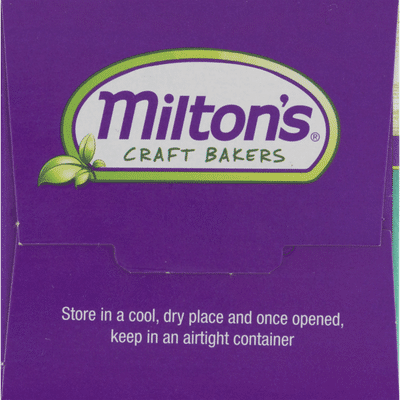 Milton's®
CRAFT BAKERS
Store in a cool, dry place and once opened,
keep in an airtight container